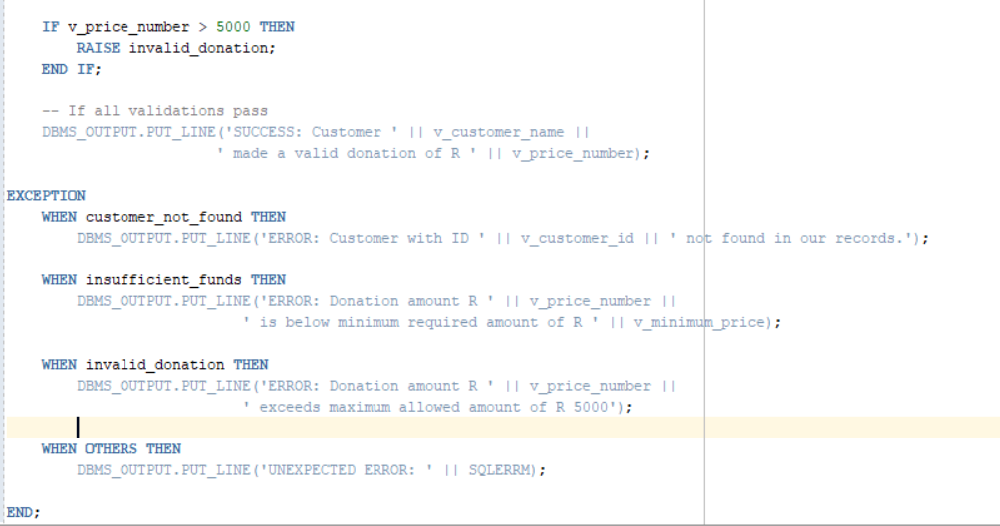 IF v_price_number > 5000 THEN
RAISE invalid_donation;
END IF;
-- If all validations pass
DBMS_OUTPUT.PUT_LINE('SUCCESS: Customer ' || v_customer_name ||
' made a valid donation of R ' || v_price_number);
EXCEPTION
WHEN customer_not_found THEN
DBMS_OUTPUT.PUT_LINE('ERROR: Customer with ID ' || v_customer_id || ' not found in our records.');
WHEN insufficient_funds THEN
DBMS_OUTPUT.PUT_LINE('ERROR: Donation amount R ' || v_price_number ||
' is below minimum required amount of R ' || v_minimum_price);
WHEN invalid_donation THEN
DBMS_OUTPUT.PUT_LINE('ERROR: Donation amount R ' || v_price_number ||
' exceeds maximum allowed amount of R 5000');
WHEN OTHERS THEN
DBMS_OUTPUT.PUT_LINE('UNEXPECTED ERROR: ' || SQLERRM);
END;